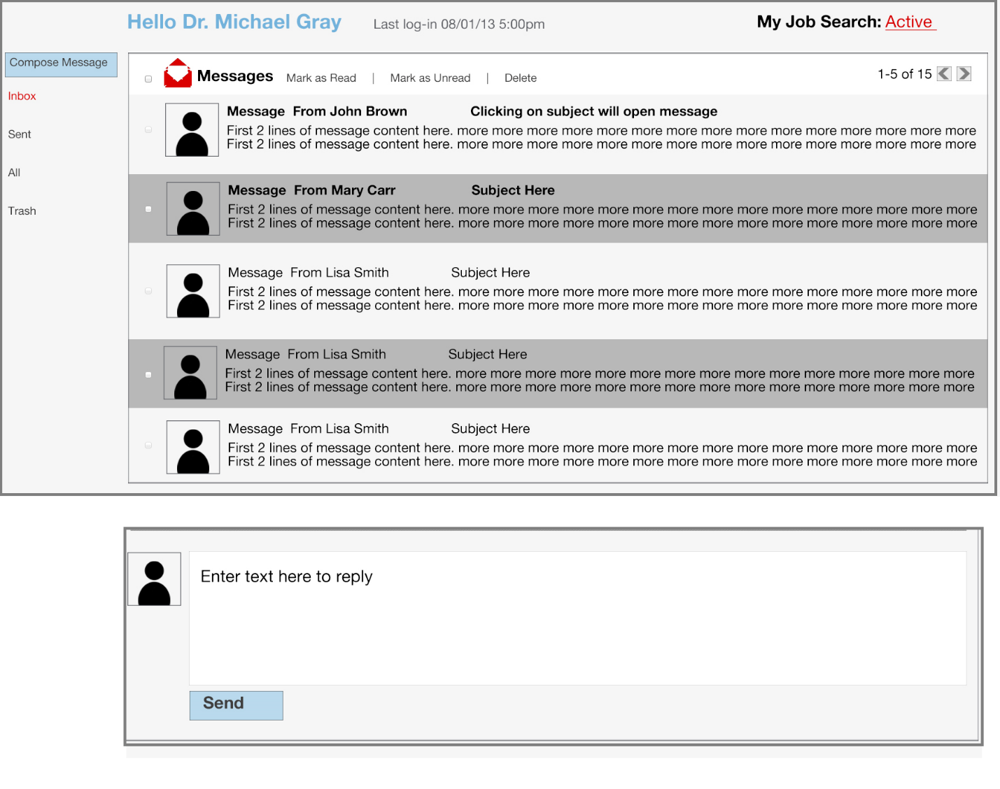 Hello Dr. Michael Gray Last log-in 08/01/13 5:00pm My Job Search: Active
Compose Message
Inbox
Sent
All
Trash
Messages Mark as Read | Mark as Unread | Delete 1-5 of 15
Message From John Brown Clicking on subject will open message
First 2 lines of message content here. more more more more more more more more more more more more more more more
First 2 lines of message content here. more more more more more more more more more more more more more more more
Message From Mary Carr Subject Here
First 2 lines of message content here. more more more more more more more more more more more more more more more
First 2 lines of message content here. more more more more more more more more more more more more more more more
Message From Lisa Smith Subject Here
First 2 lines of message content here. more more more more more more more more more more more more more more more
First 2 lines of message content here. more more more more more more more more more more more more more more more
Message From Lisa Smith Subject Here
First 2 lines of message content here. more more more more more more more more more more more more more more more
First 2 lines of message content here. more more more more more more more more more more more more more more more
Message From Lisa Smith Subject Here
First 2 lines of message content here. more more more more more more more more more more more more more more more
First 2 lines of message content here. more more more more more more more more more more more more more more more
Enter text here to reply
Send